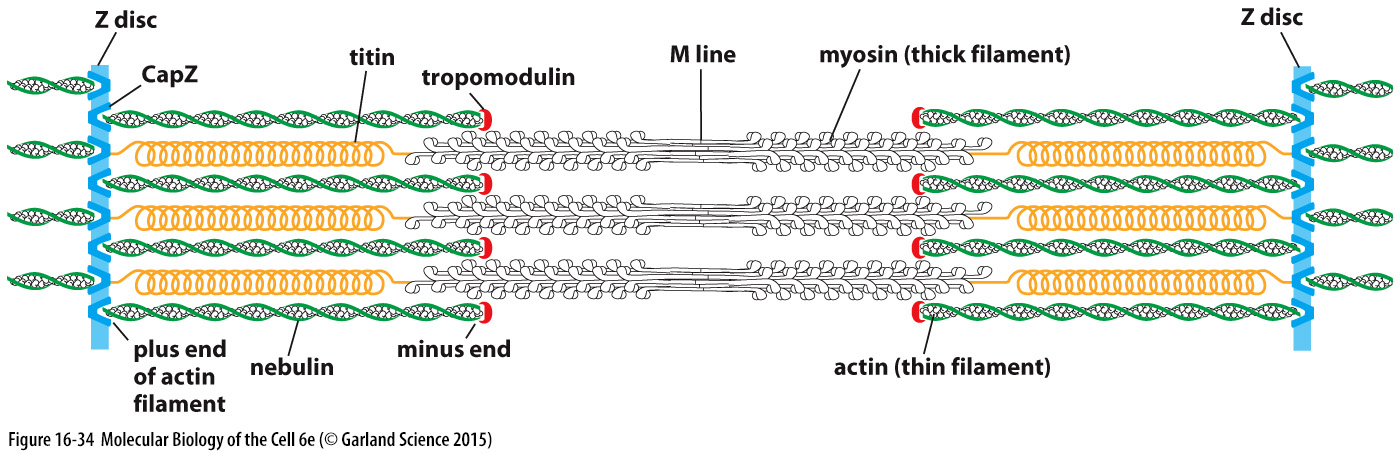 Z disc
Z disc
CapZ
titin
tropomodulin
M line
myosin (thick filament)
plus end
of actin
filament
nebulin
minus end
actin (thin filament)
Figure 16-34 Molecular Biology of the Cell 6e (© Garland Science 2015)